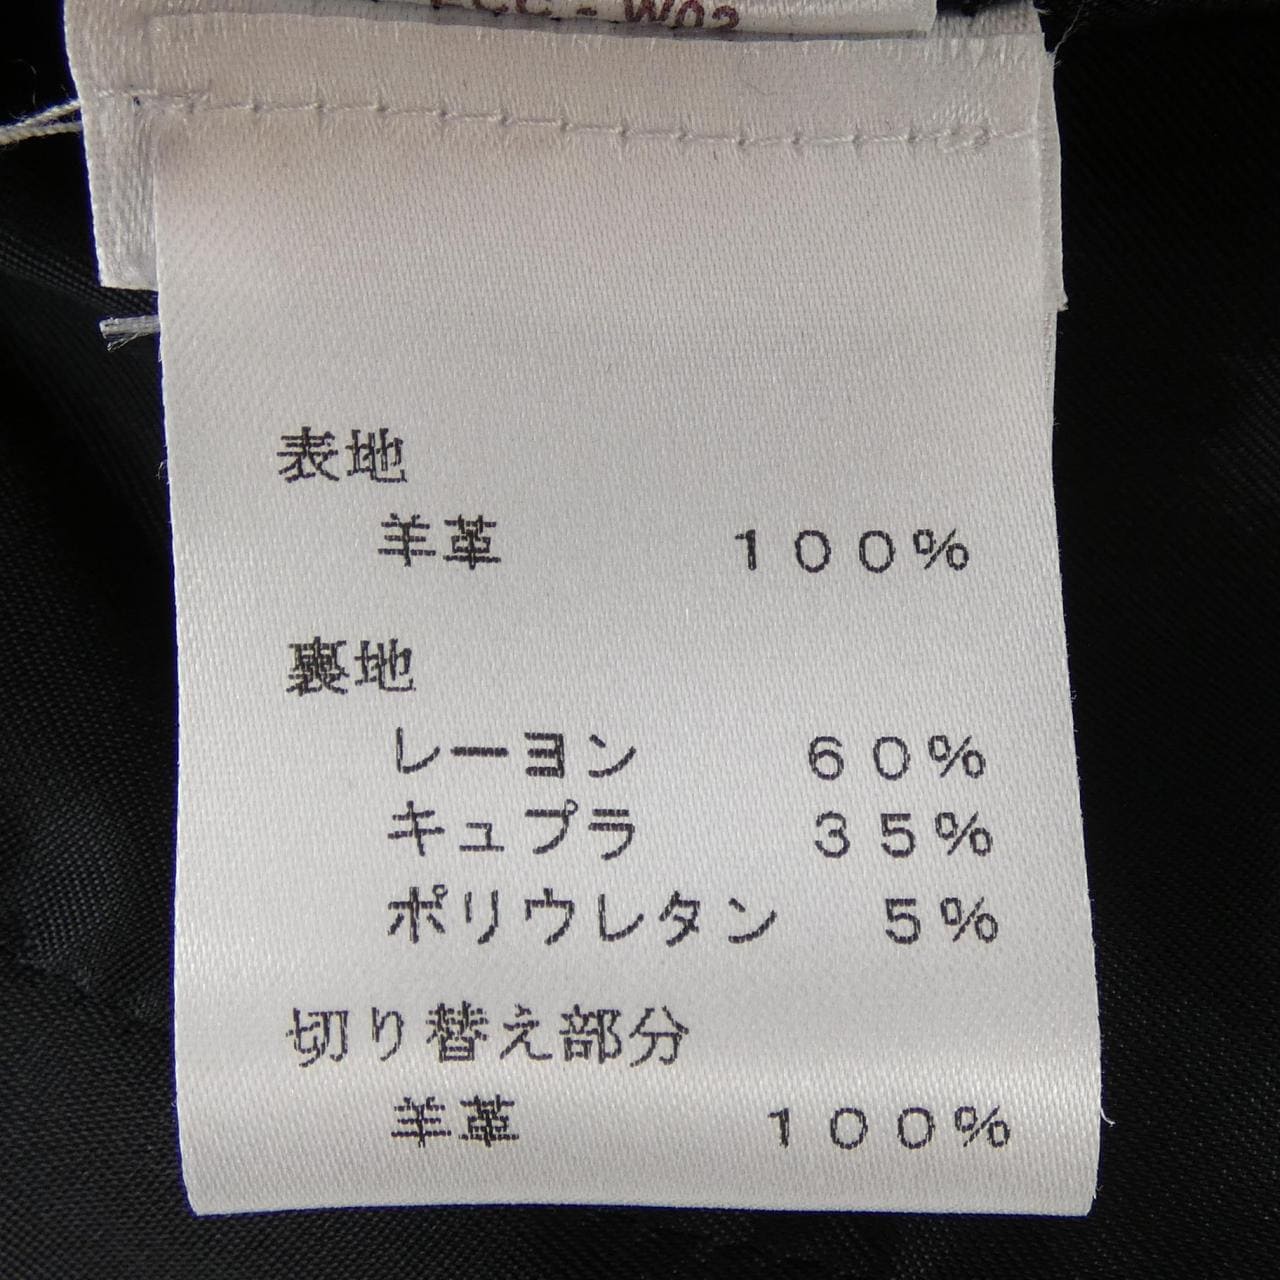 表地
羊革 100%
裏地
レーヨン 60%
キュプラ 35%
ポリウレタン 5%
切り替え部分
羊革 100%